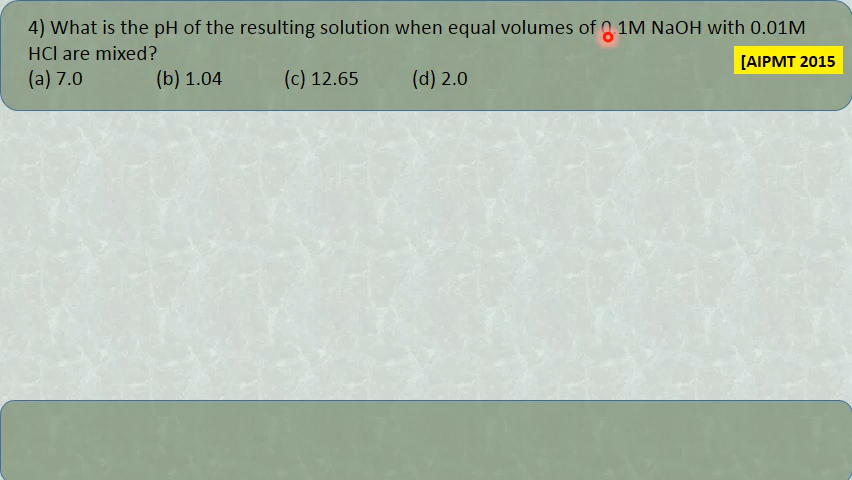 4) What is the pH of the resulting solution when equal volumes of 0.1M NaOH with 0.01M
HCl are mixed?
[AIPMT 2015
(a) 7.0 (b) 1.04 (c) 12.65 (d) 2.0